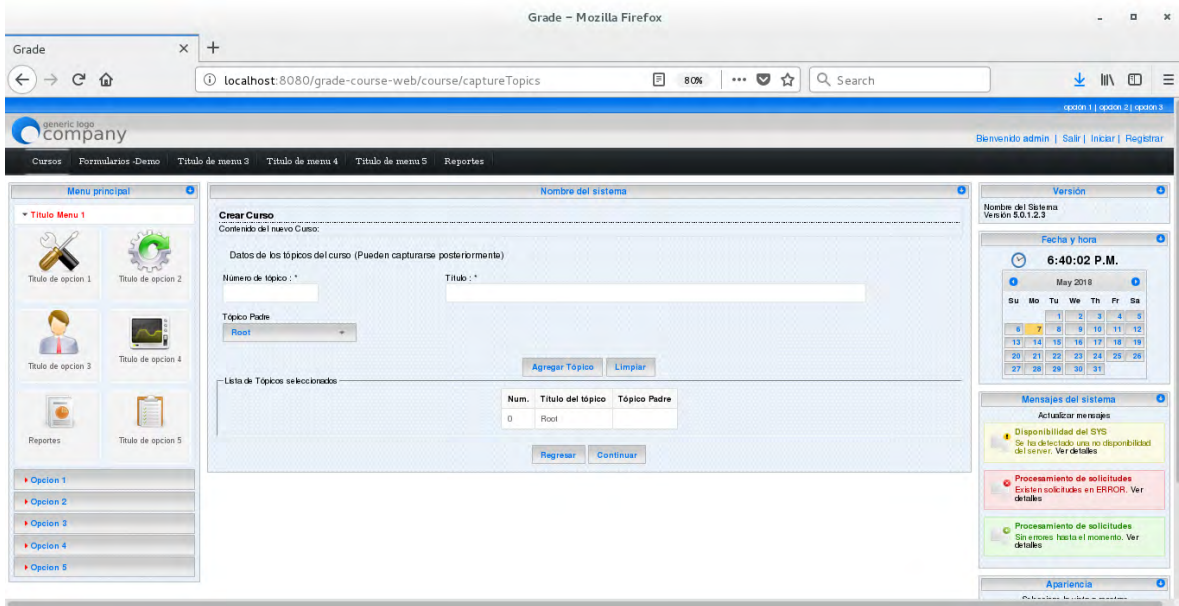 Grade - Mozilla Firefox
Grade
localhost:8080/grade-course-web/course/captureTopics
80%
Search
opcion 1 | opcion 2 | opcion 3
generic logo
company
Bienvenido admin | Salir | Iniciar | Registrar
Cursos Formularios -Demo Titulo de menu 3 Titulo de menu 4 Titulo de menu 5 Reportes
Menu principal
Titulo Menu 1
Titulo de opcion 1
Titulo de opcion 2
Titulo de opcion 3
Titulo de opcion 4
Reportes
Titulo de opcion 5
Opcion 1
Opcion 2
Opcion 3
Opcion 4
Opcion 5
Nombre del sistema
Crear Curso
Contenido del nuevo Curso:
Datos de los tópicos del curso (Pueden capturarse posteriormente)
Número de tópico : *
Título : *
Tópico Padre
Root
Agregar Tópico
Limpiar
Lista de Tópicos seleccionados
Num. Título del tópico Tópico Padre
0 Root
Regresar
Continuar
Versión
Nombre del Sistema
Versión 5.0.1.2.3
Fecha y hora
6:40:02 P.M.
May 2018
Su Mo Tu We Th Fr Sa
1 2 3 4 5
6 7 8 9 10 11 12
13 14 15 16 17 18 19
20 21 22 23 24 25 26
27 28 29 30 31
Mensajes del sistema
Actualizar mensajes
Disponibilidad del SYS
Se ha detectado una no disponibilidad
del server. Ver detalles
Procesamiento de solicitudes
Existen solicitudes en ERROR. Ver
detalles
Procesamiento de solicitudes
Sin errores hasta el momento. Ver
detalles
Apariencia